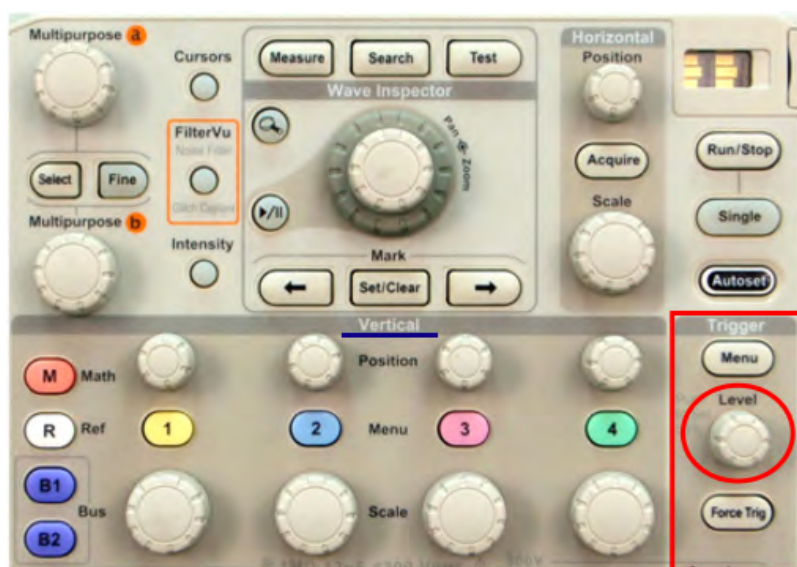 Multipurpose a
Cursors
Measure
Search
Test
Wave Inspector
Horizontal
Position
FilterVu
Noise Filter
Glitch Capture
Pan
Zoom
Acquire
Run/Stop
Select
Fine
Multipurpose b
Intensity
Scale
Single
Mark
←
Set/Clear
→
Autoset
Vertical
Trigger
M Math
Position
Menu
R Ref
1
2
Menu
3
4
Level
B1
B2
Bus
Scale
Force Trig